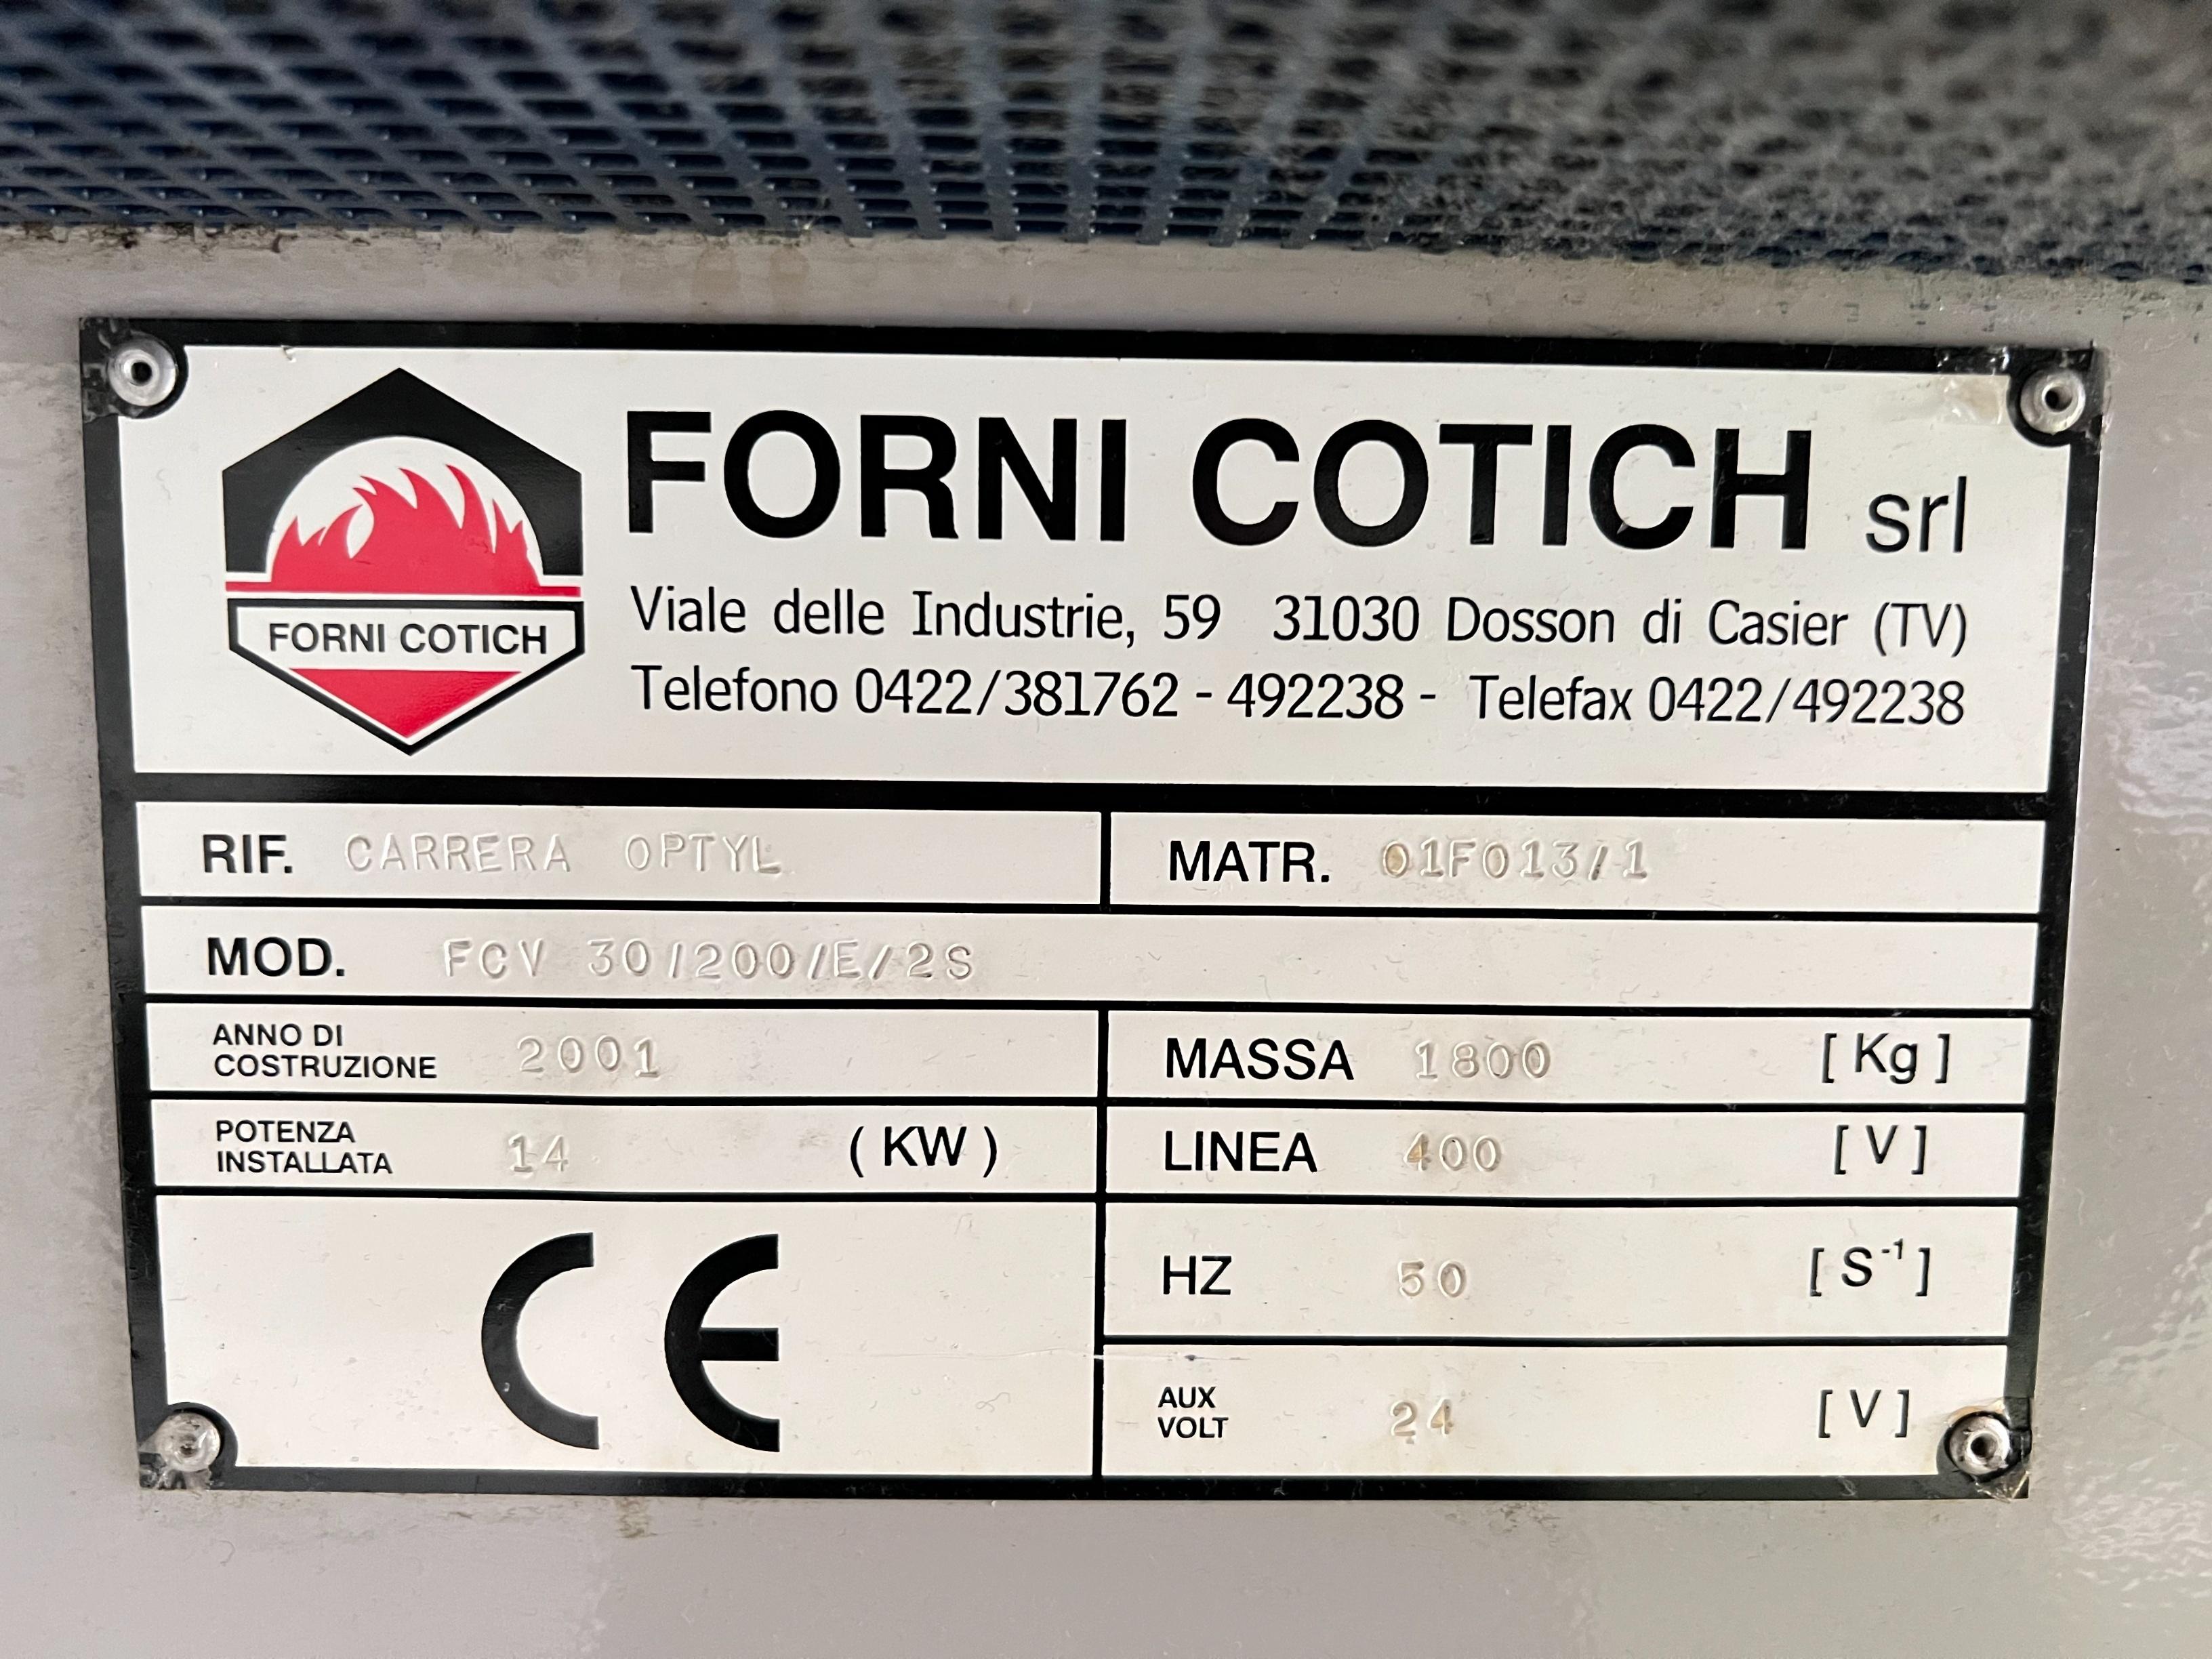 FORNI COTICH srl
FORNI COTICH
Viale delle Industrie, 59 31030 Dosson di Casier (TV)
Telefono 0422/381762 - 492238 - Telefax 0422/492238
RIF. CARRERA OPTYL
MATR. 01F013/1
MOD. FCV 30/200/E/2S
ANNO DI
COSTRUZIONE 2001
MASSA 1800 [Kg]
POTENZA
INSTALLATA 14 (KW)
LINEA 400 [V]
CE
HZ 50 [S⁻¹]
AUX
VOLT 24 [V]